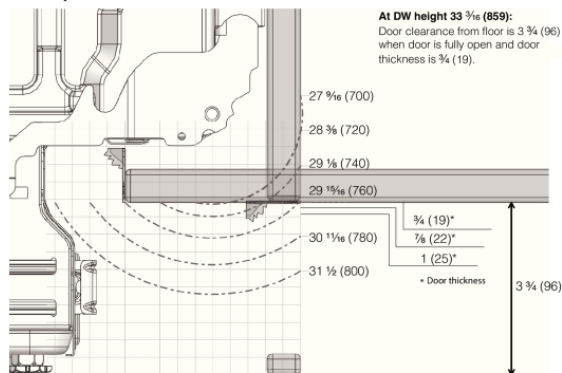 At DW height 33 3⁄16 (859):
Door clearance from floor is 3 ¾ (96)
when door is fully open and door
thickness is ¾ (19).
27 9⁄16 (700)
28 ⅜ (720)
29 ⅛ (740)
29 15⁄16 (760)
30 11⁄16 (780)
31 ½ (800)
¾ (19)*
⅞ (22)*
1 (25)*
* Door thickness
3 ¾ (96)